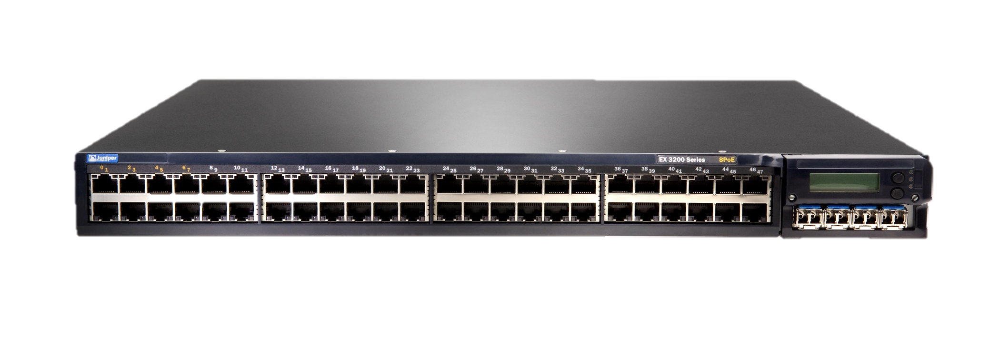 Juniper
NETWORKS
EX 3200 Series 8PoE
0 1 2 3 4 5 6 7 8 9 10 11 12 13 14 15 16 17 18 19 20 21 22 23 24 25 26 27 28 29 30 31 32 33 34 35 36 37 38 39 40 41 42 43 44 45 46 47